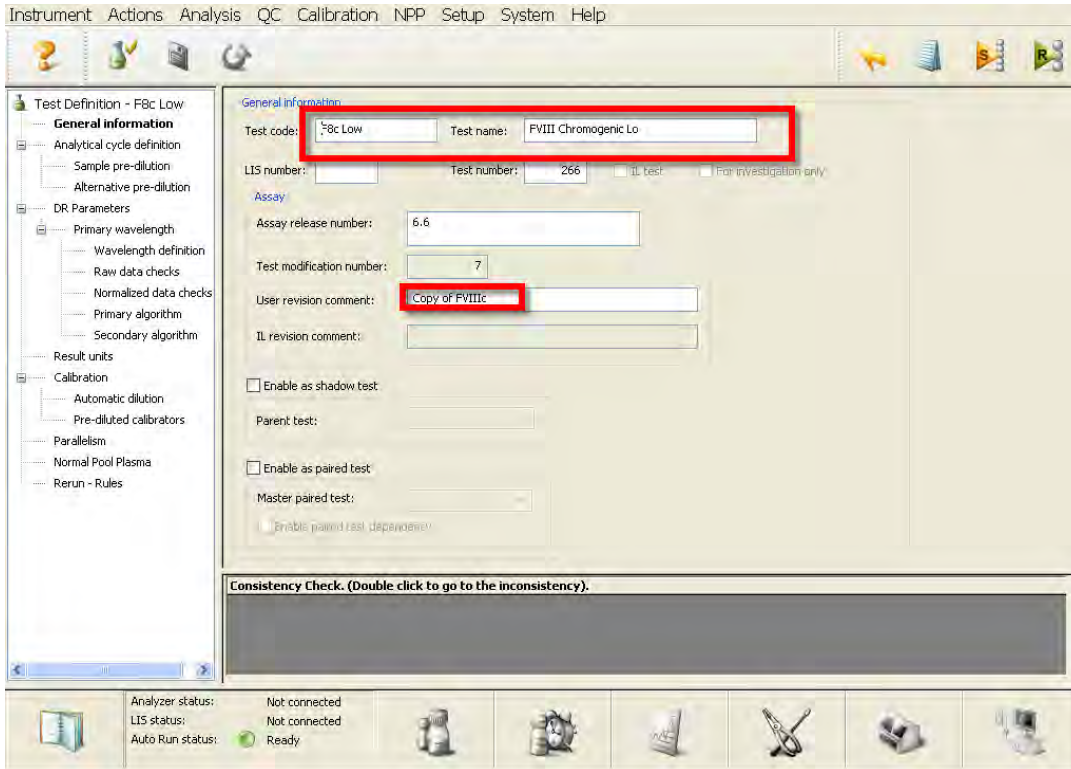 Instrument Actions Analysis QC Calibration NPP Setup System Help
S R
Test Definition - F8c Low
General information
Analytical cycle definition
Sample pre-dilution
Alternative pre-dilution
DR Parameters
Primary wavelength
Wavelength definition
Raw data checks
Normalized data checks
Primary algorithm
Secondary algorithm
Result units
Calibration
Automatic dilution
Pre-diluted calibrators
Parallelism
Normal Pool Plasma
Rerun - Rules
General information
Test code: F8c Low Test name: FVIII Chromogenic Lo
LIS number: Test number: 266 IL test For investigation only
Assay
Assay release number: 6.6
Test modification number: 7
User revision comment: Copy of FVIIIc
IL revision comment:
Enable as shadow test
Parent test:
Enable as paired test
Master paired test:
Enable paired test dependency
Consistency Check. (Double click to go to the inconsistency).
Analyzer status: Not connected
LIS status: Not connected
Auto Run status: Ready